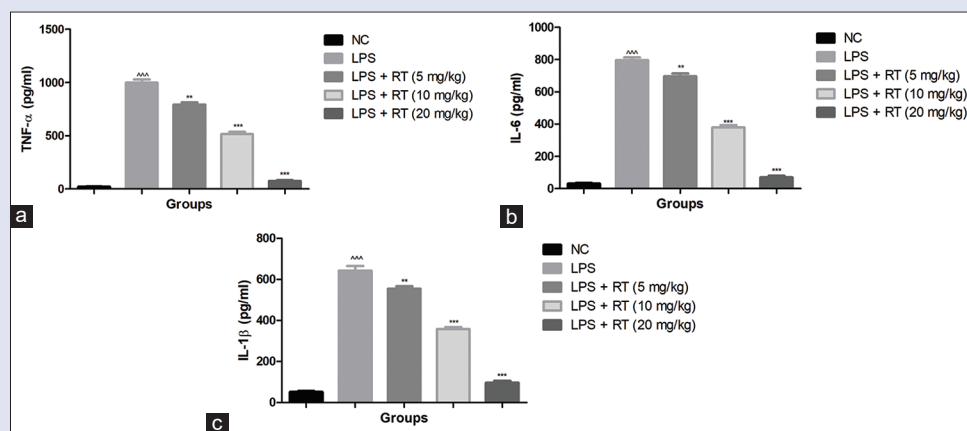 1500
1000
500
0
TNF-α (pg/ml)
^^^
**
***
***
Groups
NC
LPS
LPS + RT (5 mg/kg)
LPS + RT (10 mg/kg)
LPS + RT (20 mg/kg)
a
1000
800
600
400
200
0
IL-6 (pg/ml)
^^^
**
***
***
Groups
NC
LPS
LPS + RT (5 mg/kg)
LPS + RT (10 mg/kg)
LPS + RT (20 mg/kg)
b
800
600
400
200
0
IL-1β (pg/ml)
^^^
**
***
***
Groups
NC
LPS
LPS + RT (5 mg/kg)
LPS + RT (10 mg/kg)
LPS + RT (20 mg/kg)
c